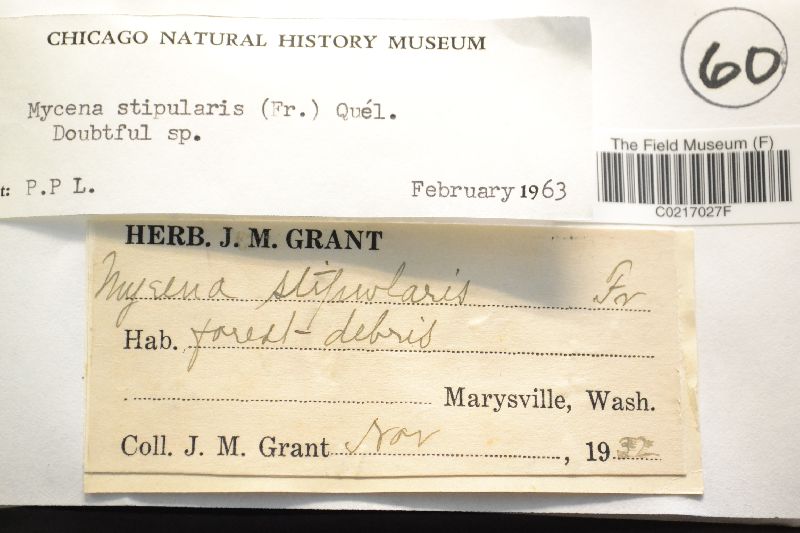 CHICAGO NATURAL HISTORY MUSEUM
60
Mycena stipularis (Fr.) Quél.
Doubtful sp.
The Field Museum (F)
t: P.P L.
February 1963
C0217027F
HERB. J. M. GRANT
Mycena stipularis Fr
Hab. forest-debris
Marysville, Wash.
Coll. J. M. Grant Nov , 1932